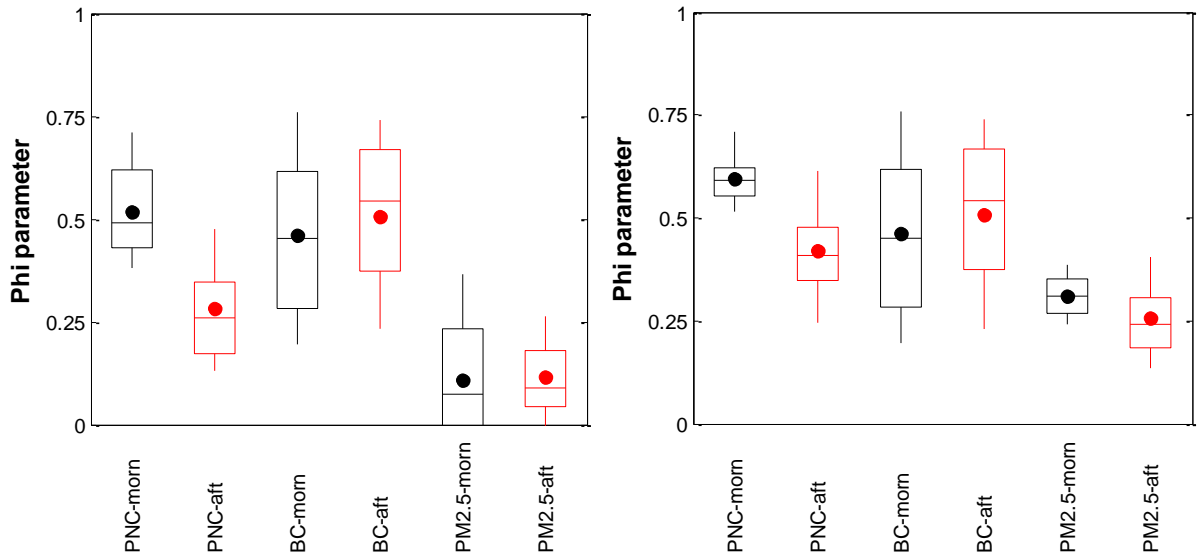 Phi parameter
1
0.75
0.5
0.25
0
PNC-morn
PNC-aft
BC-morn
BC-aft
PM2.5-morn
PM2.5-aft
Phi parameter
1
0.75
0.5
0.25
0
PNC-morn
PNC-aft
BC-morn
BC-aft
PM2.5-morn
PM2.5-aft